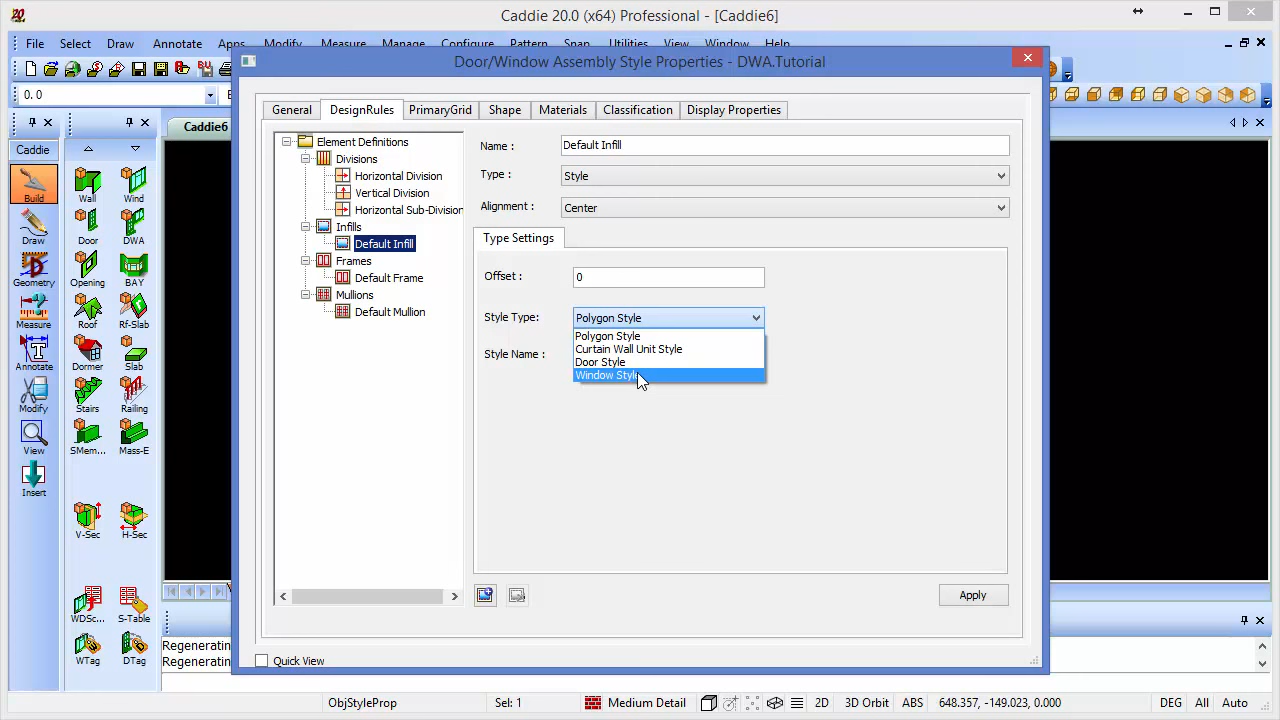 20
Caddie 20.0 (x64) Professional - [Caddie6]
File Select Draw Annotate Apps Modify Measure Manage Configure Pattern Snap Utilities View Window Help
Door/Window Assembly Style Properties - DWA.Tutorial
0. 0
General DesignRules PrimaryGrid Shape Materials Classification Display Properties
Caddie
Caddie6
Build
Draw
Geometry
Measure
Annotate
Modify
View
Insert
Wall Wind
Door DWA
Opening BAY
Roof Rf-Slab
Dormer Slab
Stairs Railing
SMem... Mass-E
V-Sec H-Sec
WDSc... S-Table
WTag DTag
Element Definitions
Divisions
Horizontal Division
Vertical Division
Horizontal Sub-Division
Infills
Default Infill
Frames
Default Frame
Mullions
Default Mullion
Name : Default Infill
Type : Style
Alignment : Center
Type Settings
Offset : 0
Style Type: Polygon Style
Polygon Style
Curtain Wall Unit Style
Door Style
Window Style
Style Name :
Apply
Quick View
Regenerating
Regenerating
ObjStyleProp Sel: 1 Medium Detail 2D 3D Orbit ABS 648.357, -149.023, 0.000 DEG All Auto